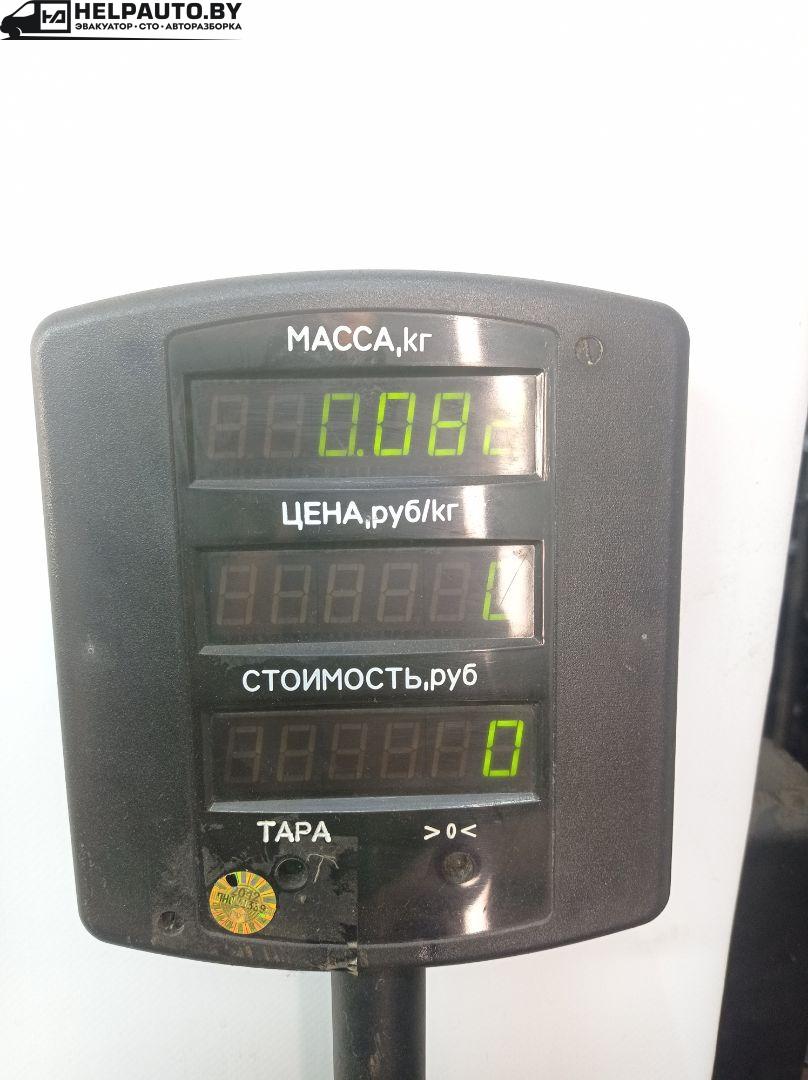 HELPAUTO.BY
ЭВАКУАТОР • СТО • АВТОРАЗБОРКА
МАССА,кг
0.08
ЦЕНА,руб/кг
СТОИМОСТЬ,руб
0
ТАРА
>0<